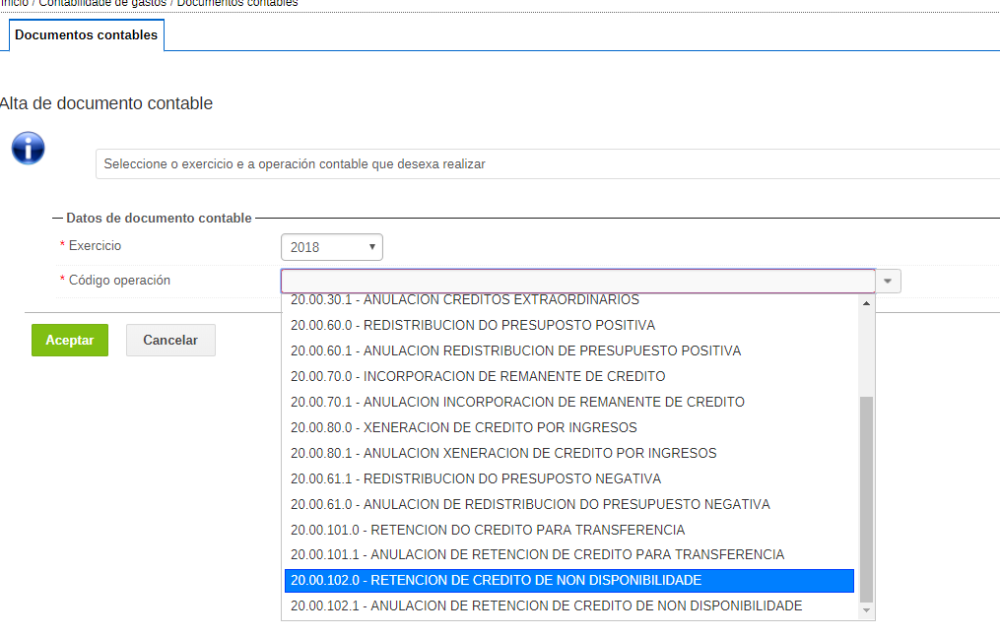 Inicio / Contabilidade de gastos / Documentos contables
Documentos contables
Alta de documento contable
Seleccione o exercicio e a operación contable que desexa realizar
Datos de documento contable
* Exercicio 2018
* Código operación
20.00.30.1 - ANULACION CREDITOS EXTRAORDINARIOS
20.00.60.0 - REDISTRIBUCION DO PRESUPOSTO POSITIVA
20.00.60.1 - ANULACION REDISTRIBUCION DE PRESUPUESTO POSITIVA
20.00.70.0 - INCORPORACION DE REMANENTE DE CREDITO
20.00.70.1 - ANULACION INCORPORACION DE REMANENTE DE CREDITO
20.00.80.0 - XENERACION DE CREDITO POR INGRESOS
20.00.80.1 - ANULACION XENERACION DE CREDITO POR INGRESOS
20.00.61.1 - REDISTRIBUCION DO PRESUPOSTO NEGATIVA
20.00.61.0 - ANULACION DE REDISTRIBUCION DO PRESUPUESTO NEGATIVA
20.00.101.0 - RETENCION DO CREDITO PARA TRANSFERENCIA
20.00.101.1 - ANULACION DE RETENCION DE CREDITO PARA TRANSFERENCIA
20.00.102.0 - RETENCION DE CREDITO DE NON DISPONIBILIDADE
20.00.102.1 - ANULACION DE RETENCION DE CREDITO DE NON DISPONIBILIDADE
Aceptar Cancelar